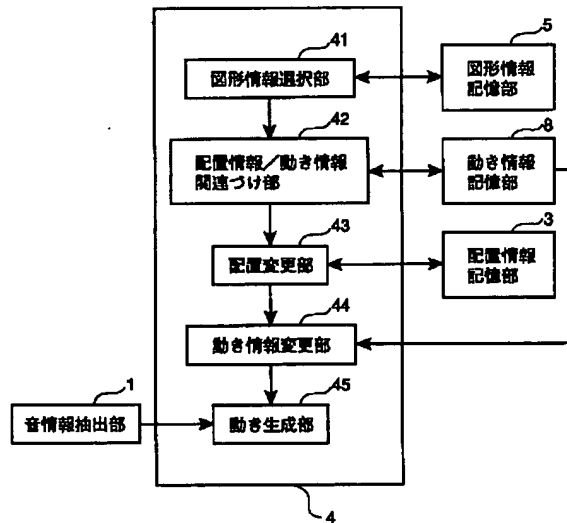 41
図形情報選択部
5
図形情報
記憶部
42
配置情報／動き情報
関連づけ部
8
動き情報
記憶部
43
配置変更部
3
配置情報
記憶部
44
動き情報変更部
1
音情報抽出部
45
動き生成部
4